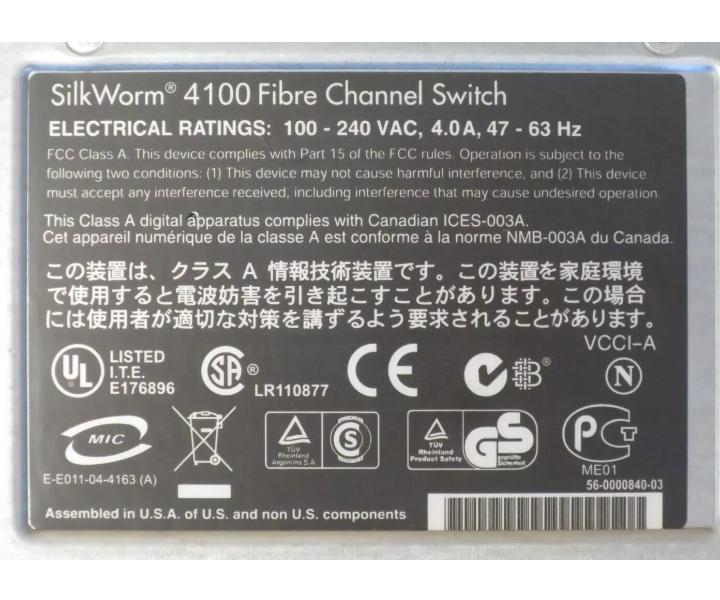 SilkWorm® 4100 Fibre Channel Switch
ELECTRICAL RATINGS: 100 - 240 VAC, 4.0A, 47 - 63 Hz
FCC Class A. This device complies with Part 15 of the FCC rules. Operation is subject to the
following two conditions: (1) This device may not cause harmful interference, and (2) This device
must accept any interference received, including interference that may cause undesired operation.
This Class A digital apparatus complies with Canadian ICES-003A.
Cet appareil numérique de la classe A est conforme à la norme NMB-003A du Canada.
この装置は、クラス A 情報技術装置です。この装置を家庭環境
で使用すると電波妨害を引き起こすことがあります。この場合
には使用者が適切な対策を講ずるよう要求されることがあります。
VCCI-A
UL
LISTED
I.T.E.
E176896
SA ®
LR110877
CE
®
N
MIC
E-E011-04-4163 (A)
TÜV
Rheinland
Argentina S.A.
S
TÜV
Rheinland
Product Safety
GS
geprüfte
Sicherheit
PCT
ME01
56-0000840-03
Assembled in U.S.A. of U.S. and non U.S. components